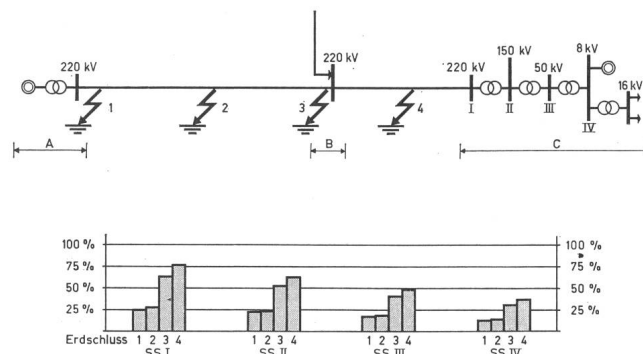 220 kV
220 kV
220 kV
150 kV
50 kV
8 kV
16 kV
1
2
3
4
I
II
III
IV
A
B
C
100 %
75 %
50 %
25 %
100 %
75 %
50 %
25 %
Erdschluss 1 2 3 4 1 2 3 4 1 2 3 4 1 2 3 4
SS I SS II SS III SS IV